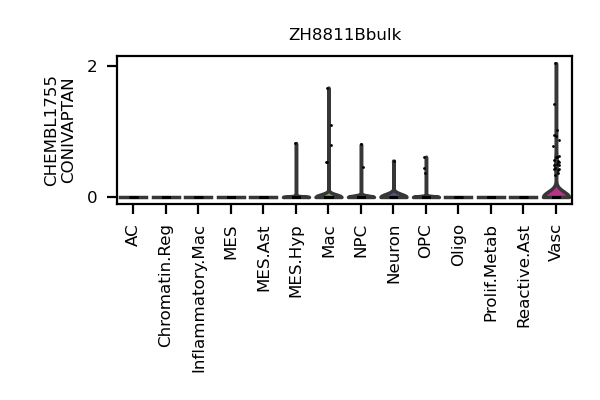 ZH8811Bbulk
CHEMBL1755
CONIVAPTAN
2
0
AC
Chromatin.Reg
Inflammatory.Mac
MES
MES.Ast
MES.Hyp
Mac
NPC
Neuron
OPC
Oligo
Prolif.Metab
Reactive.Ast
Vasc